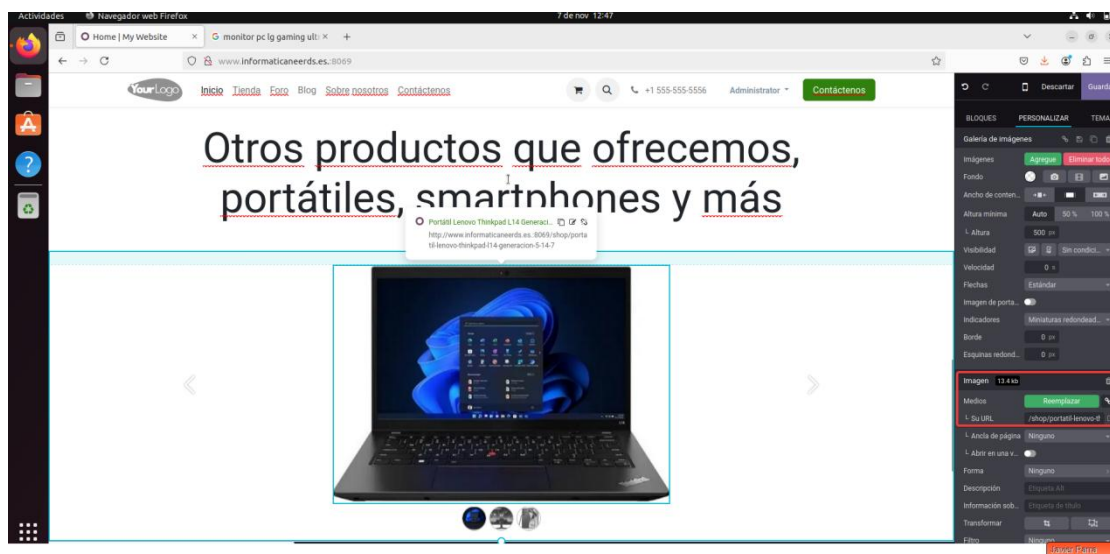 Actividades Navegador web Firefox 7 de nov 12:47
Home | My Website × monitor pc lg gaming ult × +
www.informaticaneerds.es.:8069
YourLogo Inicio Tienda Foro Blog Sobre nosotros Contáctenos +1 555-555-5556 Administrator Contáctenos
Otros productos que ofrecemos,
portátiles, smartphones y más
Portátil Lenovo Thinkpad L14 Generaci...
http://www.informaticaneerds.es.:8069/shop/porta
til-lenovo-thinkpad-l14-generacion-5-14-7
Descartar Guarda
BLOQUES PERSONALIZAR TEMA
Galería de Imágenes
Imágenes Agregue Eliminar todo
Fondo
Ancho de conten...
Altura mínima Auto 50 % 100 %
└ Altura 500 px
Visibilidad Sin condici...
Velocidad 0 s
Flechas Estándar
Imagen de porta...
Indicadores Miniaturas redondead...
Borde 0 px
Esquinas redond... 0 px
Imagen 13.4 kb
Medios Reemplazar
└ Su URL /shop/portatil-lenovo-tl
└ Ancla de página Ninguno
└ Abrir en una v...
Forma Ninguno
Descripción Etiqueta Alt
Información sob... Etiqueta de título
Transformar
Filtro Ninguno
Javier Parra